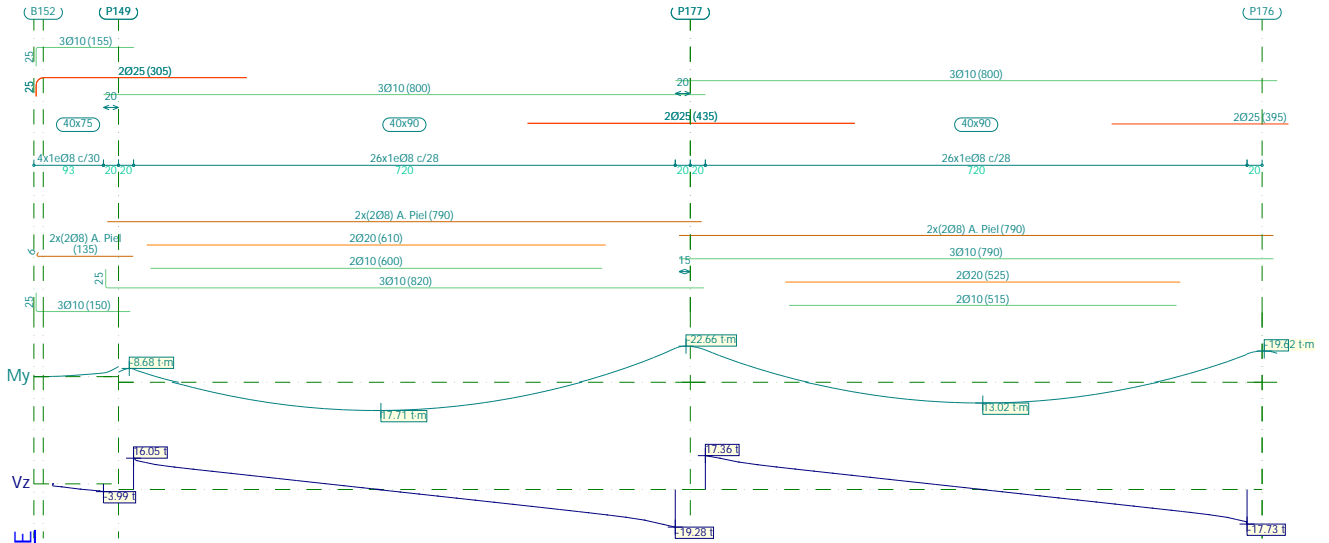 B152 P149 P177 P176
3Ø10 (155)
25
2Ø25 (305)
25
3Ø10 (800)
20
20
3Ø10 (800)
40x75
40x90
2Ø25 (435)
40x90
2Ø25 (395)
4x1eØ8 c/30
26x1eØ8 c/28
26x1eØ8 c/28
93
20
20
720
20
20
720
20
2x(2Ø8) A. Piel (790)
2x(2Ø8) A. Piel (790)
6
2x(2Ø8) A. Piel
(135)
2Ø20 (610)
2Ø10 (600)
15
3Ø10 (790)
25
3Ø10 (820)
2Ø20 (525)
25
3Ø10 (150)
2Ø10 (515)
-22.66 t·m
-19.62 t·m
-8.68 t·m
My
17.71 t·m
13.02 t·m
16.05 t
17.36 t
Vz
-3.99 t
-19.28 t
-17.73 t
E